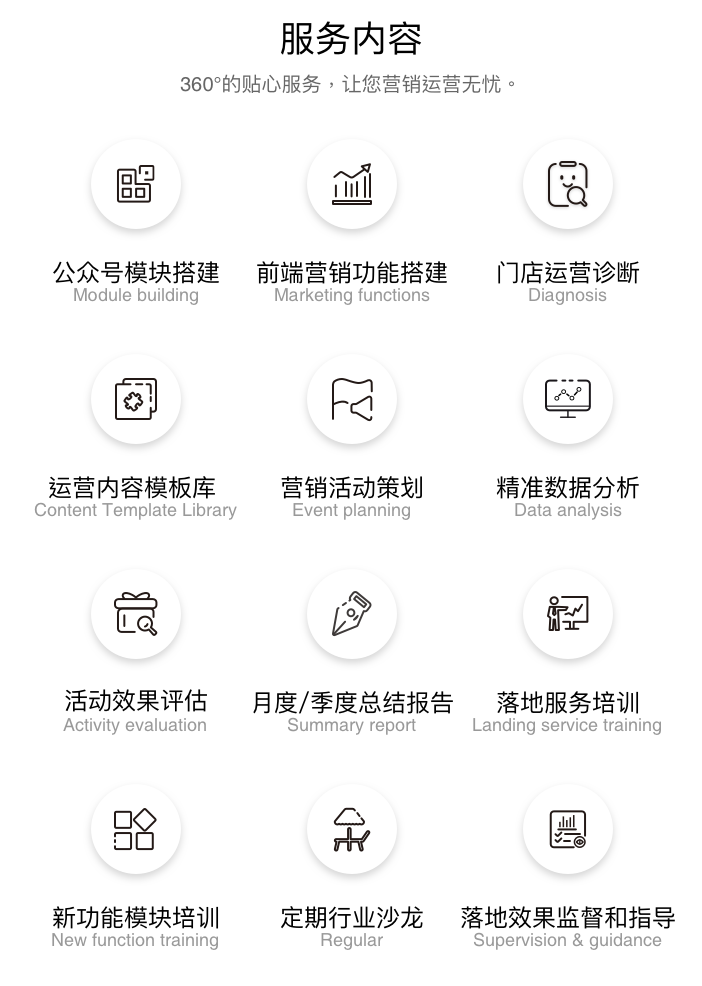 服务内容
360°的贴心服务，让您营销运营无忧。
公众号模块搭建
Module building
前端营销功能搭建
Marketing functions
门店运营诊断
Diagnosis
运营内容模板库
Content Template Library
营销活动策划
Event planning
精准数据分析
Data analysis
活动效果评估
Activity evaluation
月度/季度总结报告
Summary report
落地服务培训
Landing service training
新功能模块培训
New function training
定期行业沙龙
Regular
落地效果监督和指导
Supervision & guidance